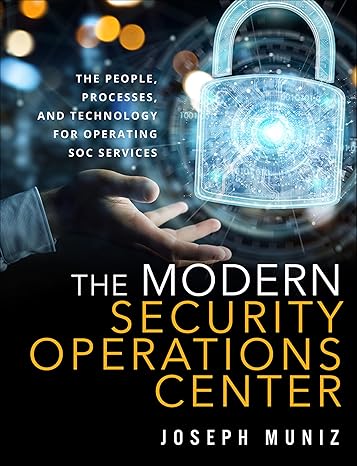 THE PEOPLE,
PROCESSES,
AND TECHNOLOGY
FOR OPERATING
SOC SERVICES
THE MODERN
SECURITY
OPERATIONS
CENTER
JOSEPH MUNIZ